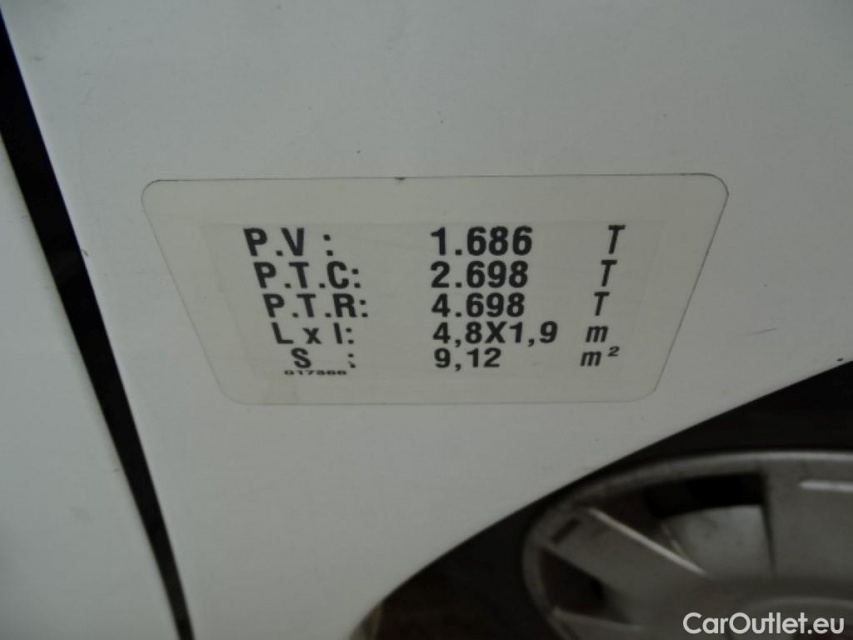 P.V : 1.686 T
P.T.C: 2.698 T
P.T.R: 4.698 T
L x l: 4,8X1,9 m
S : 9,12 m²
CarOutlet.eu